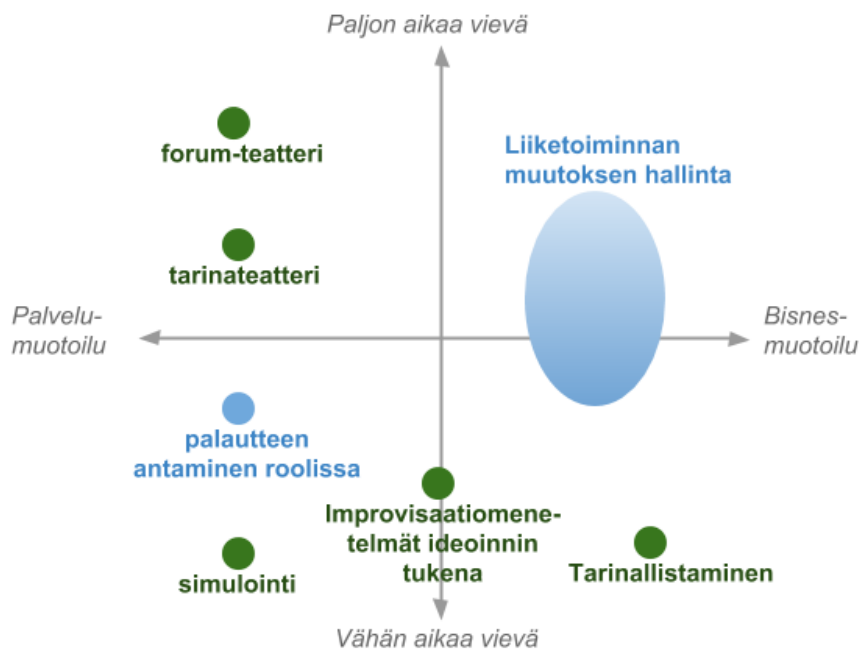 Paljon aikaa vievä
forum-teatteri
Liiketoiminnan
muutoksen hallinta
tarinateatteri
Palvelu-
muotoilu
Bisnes-
muotoilu
palautteen
antaminen roolissa
Improvisaatiomene-
telmät ideoinnin
tukena
simulointi
Tarinallistaminen
Vähän aikaa vievä